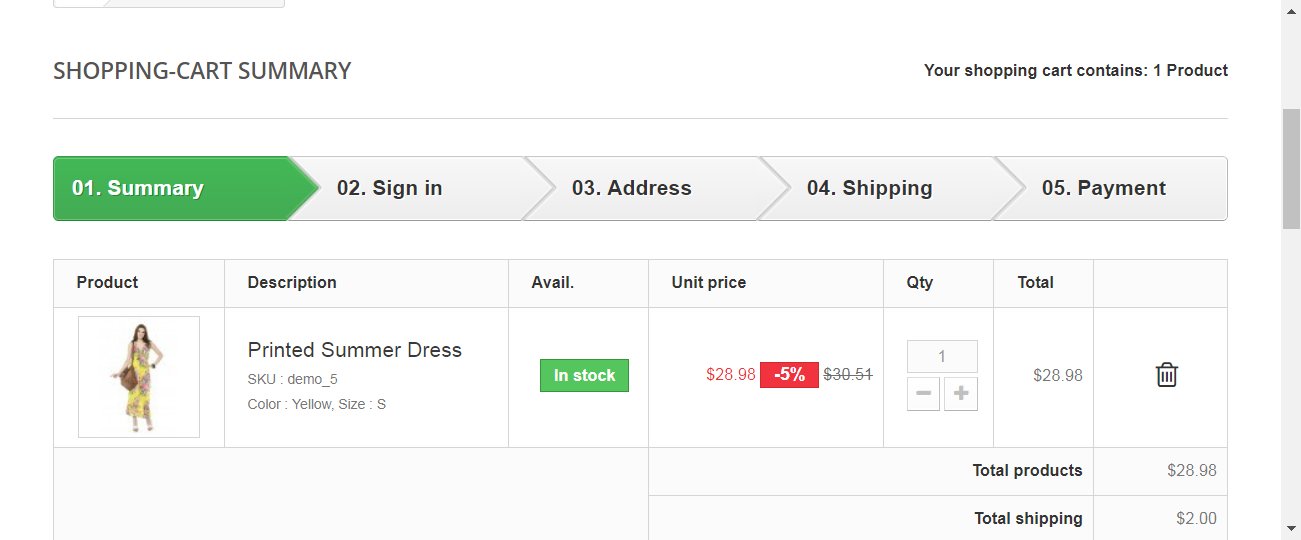 SHOPPING-CART SUMMARY
Your shopping cart contains: 1 Product
01. Summary 02. Sign in 03. Address 04. Shipping 05. Payment
Product Description Avail. Unit price Qty Total
Printed Summer Dress
SKU : demo_5
Color : Yellow, Size : S
In stock
$28.98 -5% $30.51
1
$28.98
Total products $28.98
Total shipping $2.00